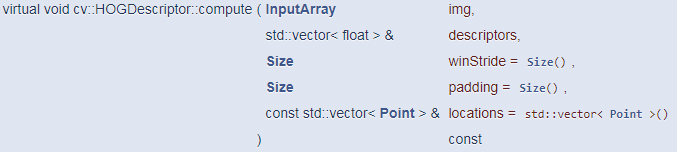 virtual void cv::HOGDescriptor::compute ( InputArray img,
std::vector< float > & descriptors,
Size winStride = Size() ,
Size padding = Size() ,
const std::vector< Point > & locations = std::vector< Point >()
) const